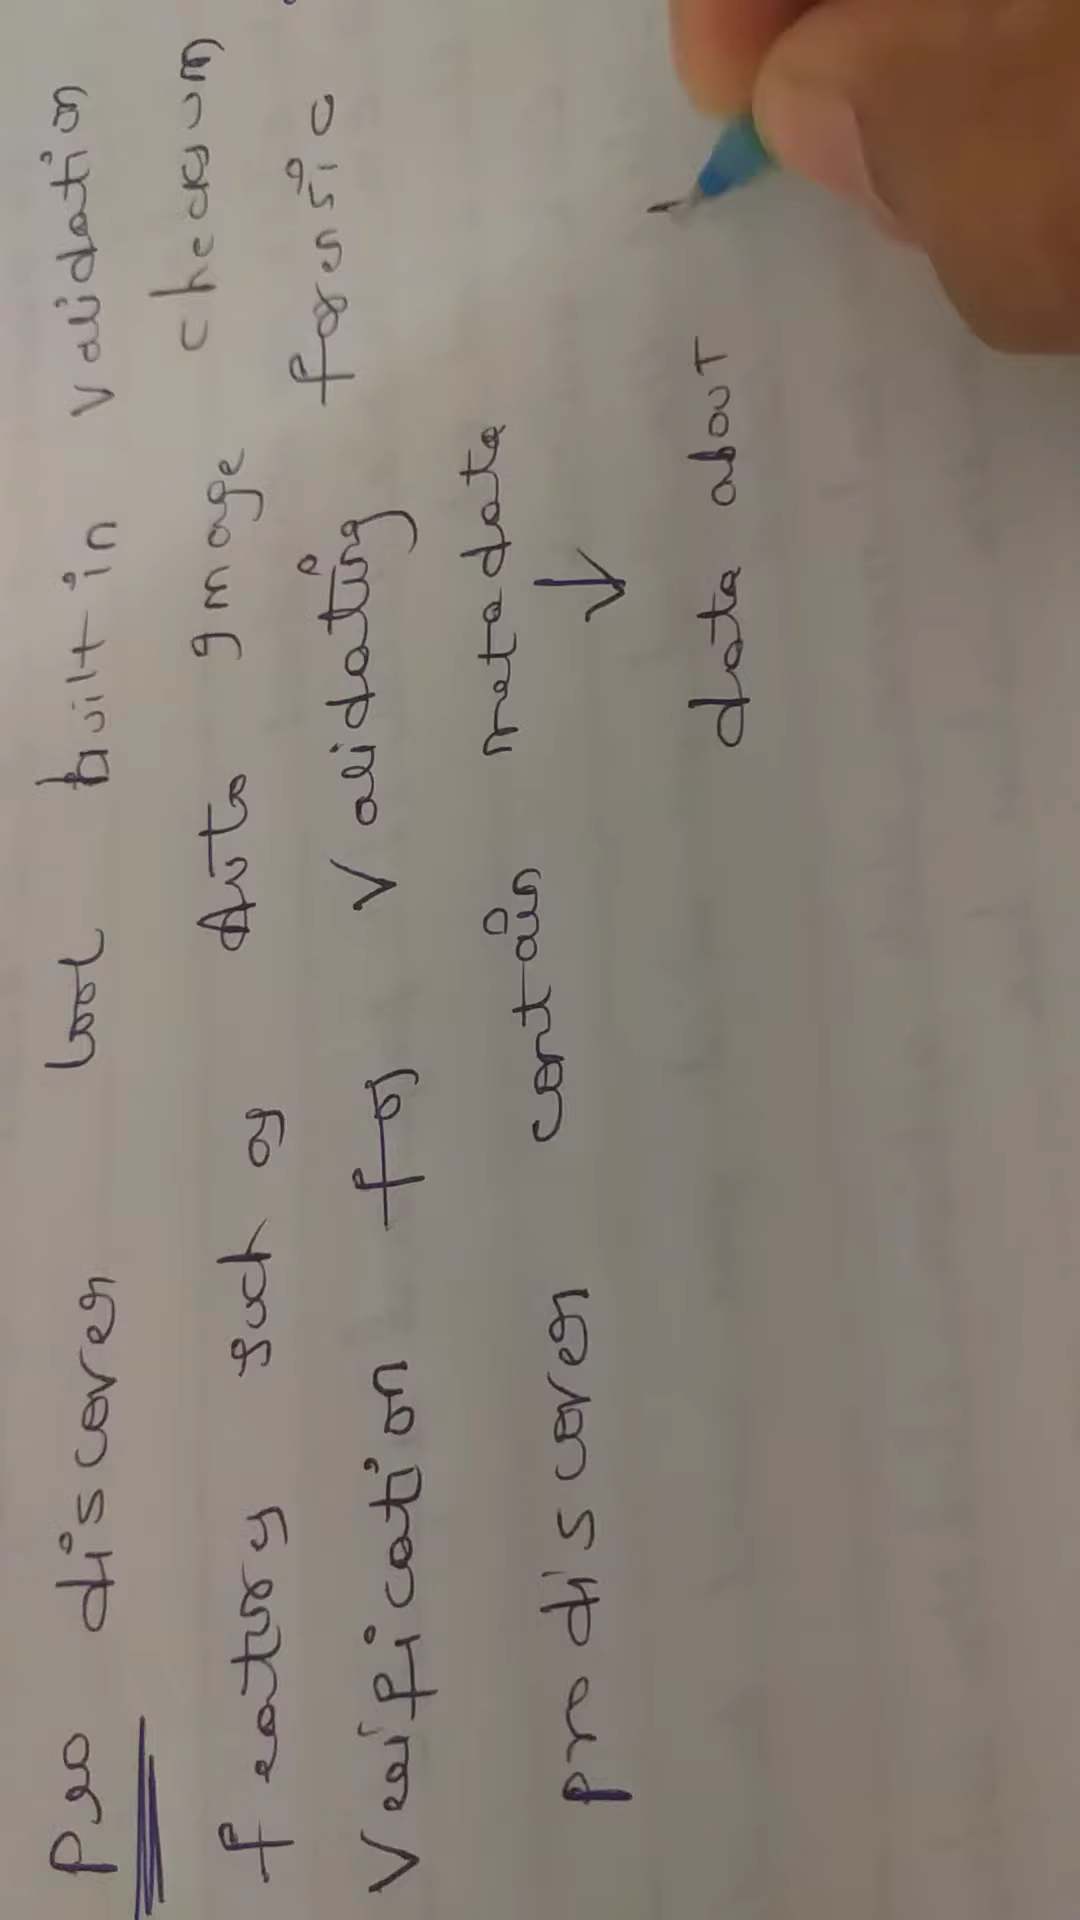 Pro discover tool built in validation
features such as Auto Image checksum
Verification for validating forensic
prodiscover contain metadata
↓
data about